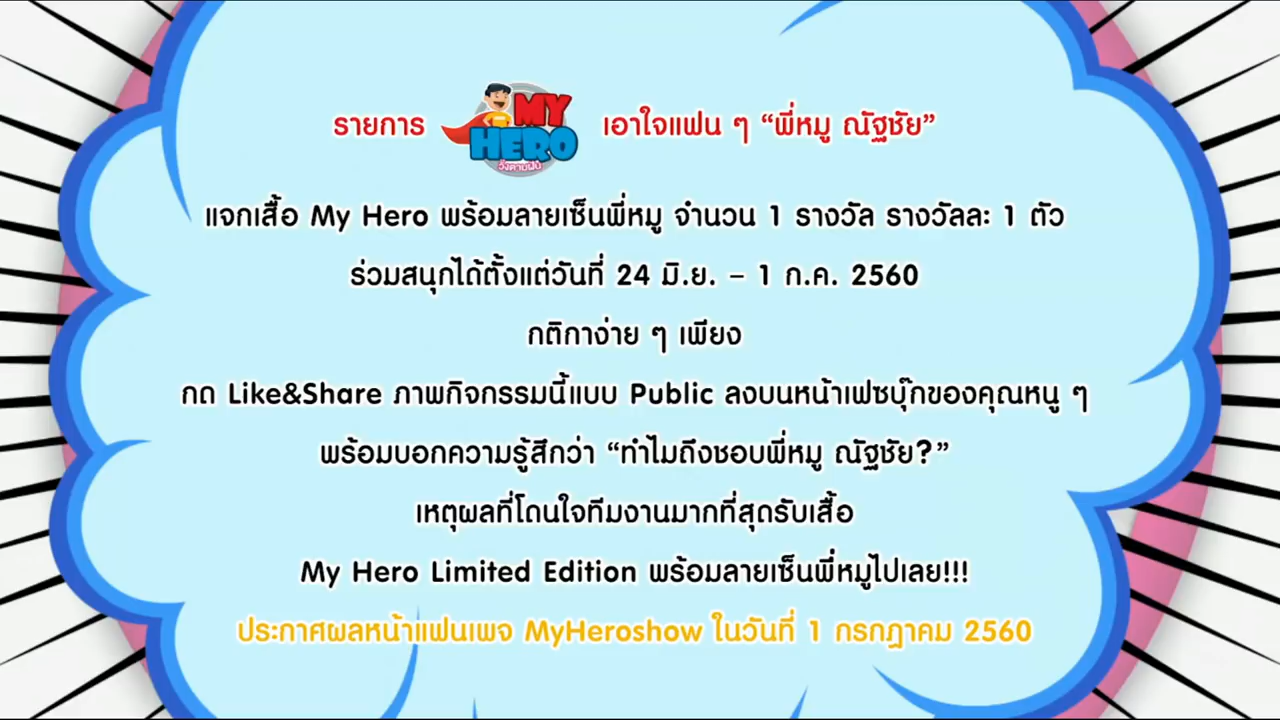 รายการ MY HERO วิ่งตามฝัน เอาใจแฟน ๆ “พี่หมู ณัฐชัย”
แจกเสื้อ My Hero พร้อมลายเซ็นพี่หมู จำนวน 1 รางวัล รางวัลละ 1 ตัว
ร่วมสนุกได้ตั้งแต่วันที่ 24 มิ.ย. – 1 ก.ค. 2560
กติกาง่าย ๆ เพียง
กด Like&Share ภาพกิจกรรมนี้แบบ Public ลงบนหน้าเฟซบุ๊กของคุณหนู ๆ
พร้อมบอกความรู้สึกว่า “ทำไมถึงชอบพี่หมู ณัฐชัย?”
เหตุผลที่โดนใจทีมงานมากที่สุดรับเสื้อ
My Hero Limited Edition พร้อมลายเซ็นพี่หมูไปเลย!!!
ประกาศผลหน้าแฟนเพจ MyHeroshow ในวันที่ 1 กรกฎาคม 2560